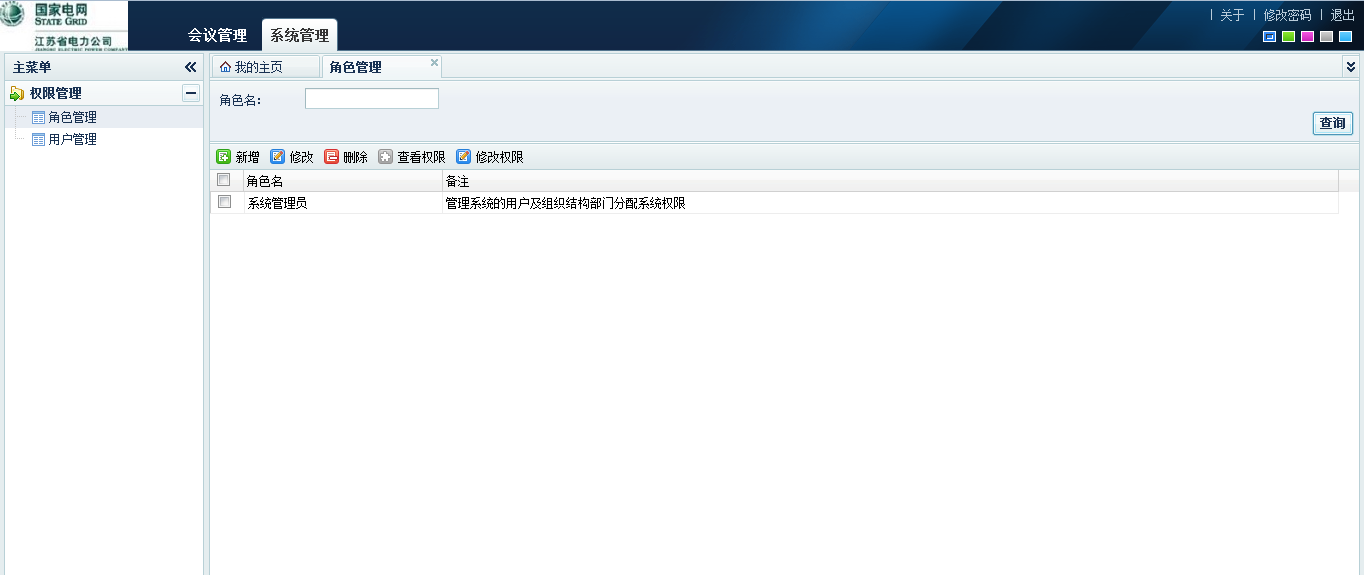 国家电网
STATE GRID
江苏省电力公司
JIANGSU ELECTRIC POWER COMPANY
会议管理 系统管理
| 关于 | 修改密码 | 退出
主菜单
权限管理
角色管理
用户管理
我的主页 角色管理
角色名：
查询
新增 修改 删除 查看权限 修改权限
角色名 备注
系统管理员 管理系统的用户及组织结构部门分配系统权限